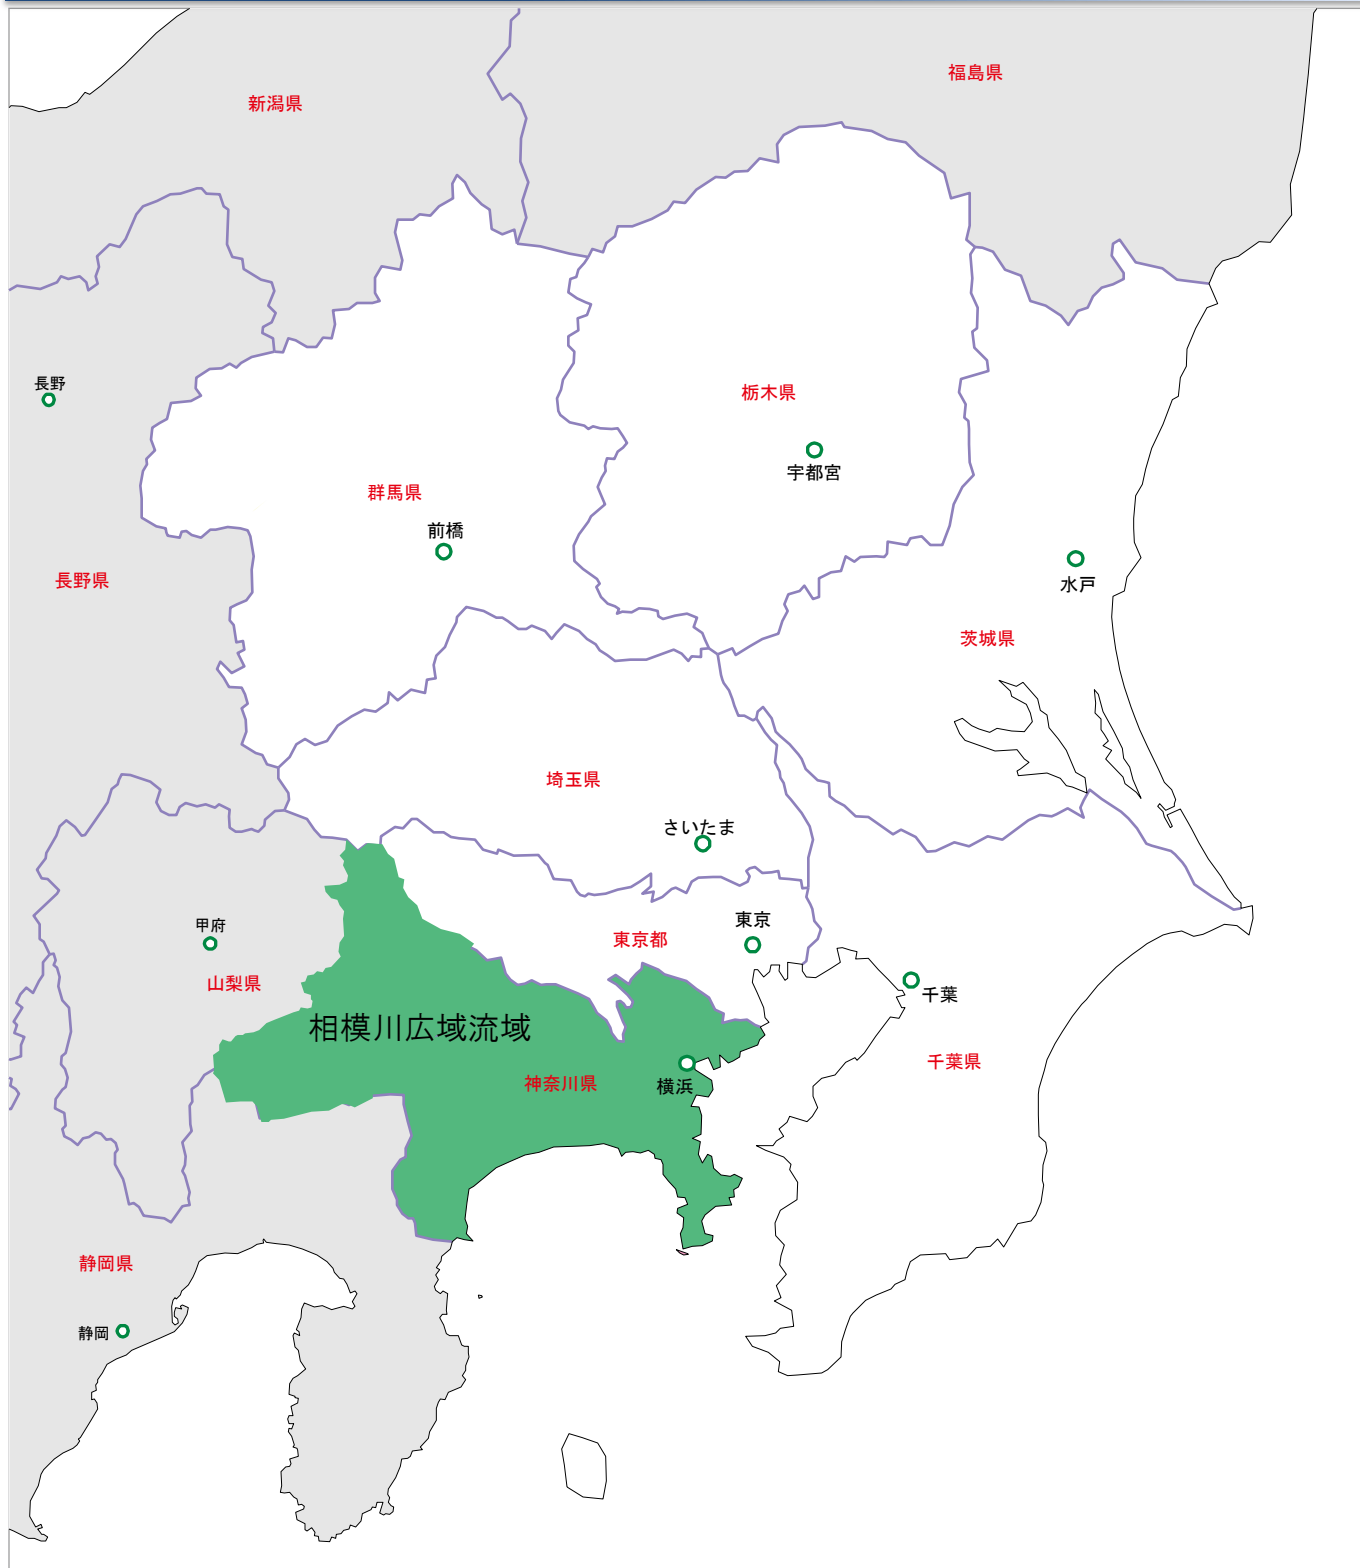 福島県
新潟県
長野
栃木県
宇都宮
群馬県
前橋
水戸
長野県
茨城県
埼玉県
さいたま
甲府
東京
東京都
山梨県
千葉
相模川広域流域
千葉県
神奈川県
横浜
静岡県
静岡